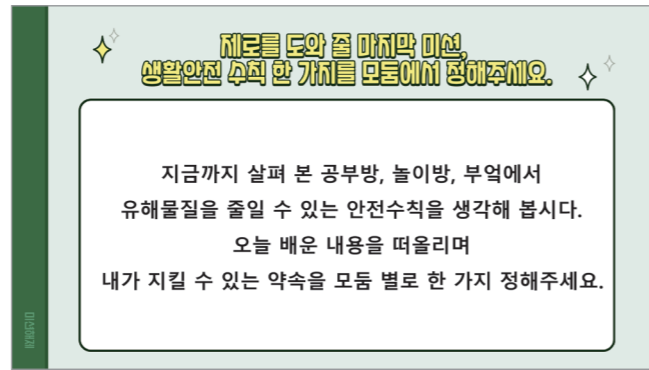 제로를 도와 줄 마지막 미션,
생활안전 수칙 한 가지를 모둠에서 정해주세요.
지금까지 살펴 본 공부방, 놀이방, 부엌에서
유해물질을 줄일 수 있는 안전수칙을 생각해 봅시다.
오늘 배운 내용을 떠올리며
내가 지킬 수 있는 약속을 모둠 별로 한 가지 정해주세요.